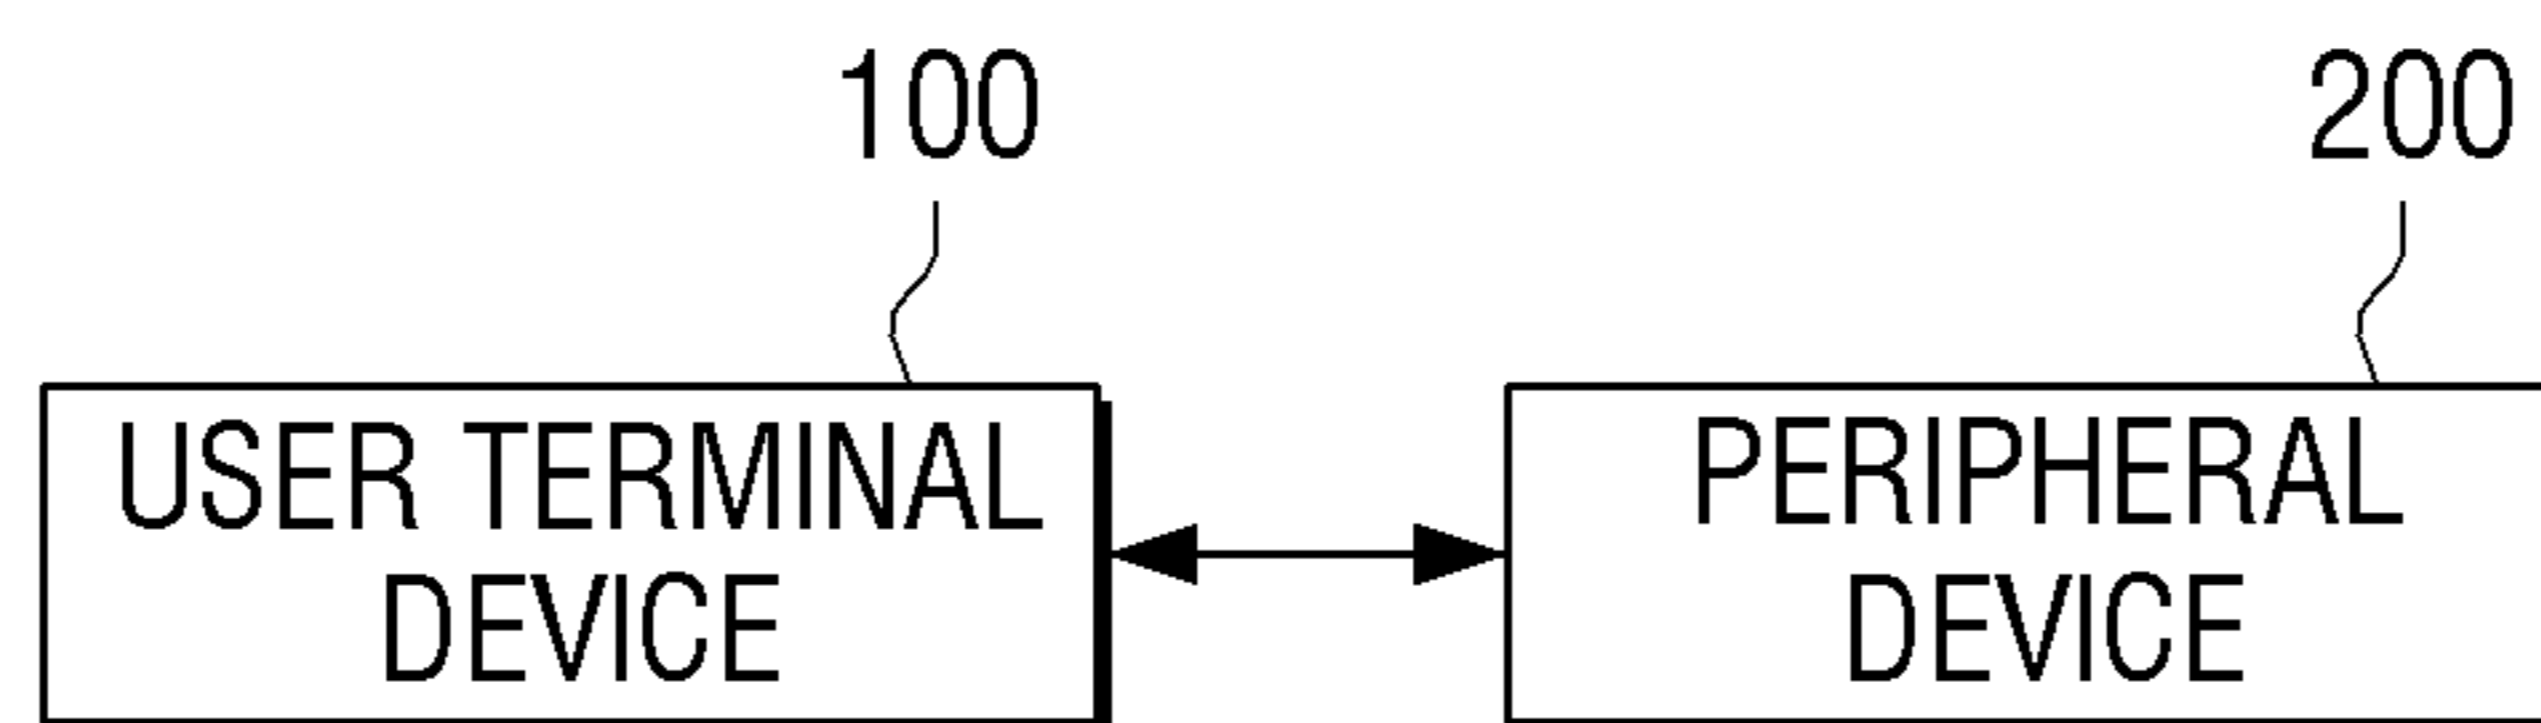 100
200
USER TERMINAL
DEVICE
PERIPHERAL
DEVICE